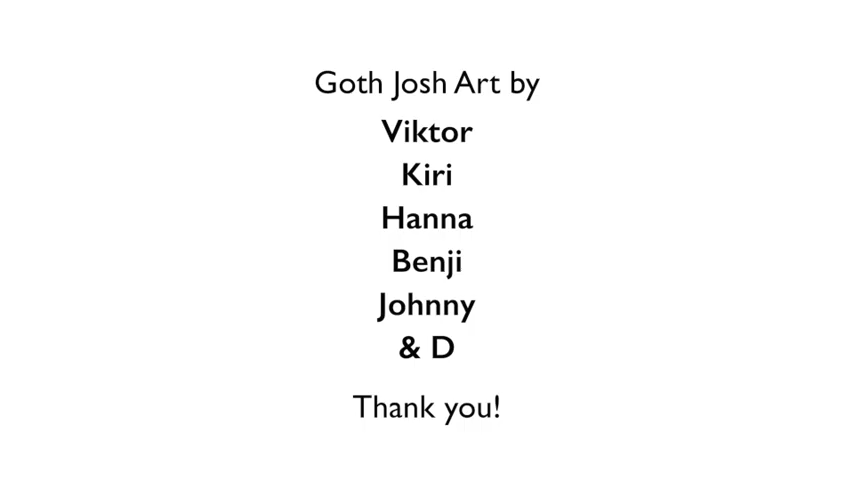 Goth Josh Art by
Viktor
Kiri
Hanna
Benji
Johnny
& D
Thank you!